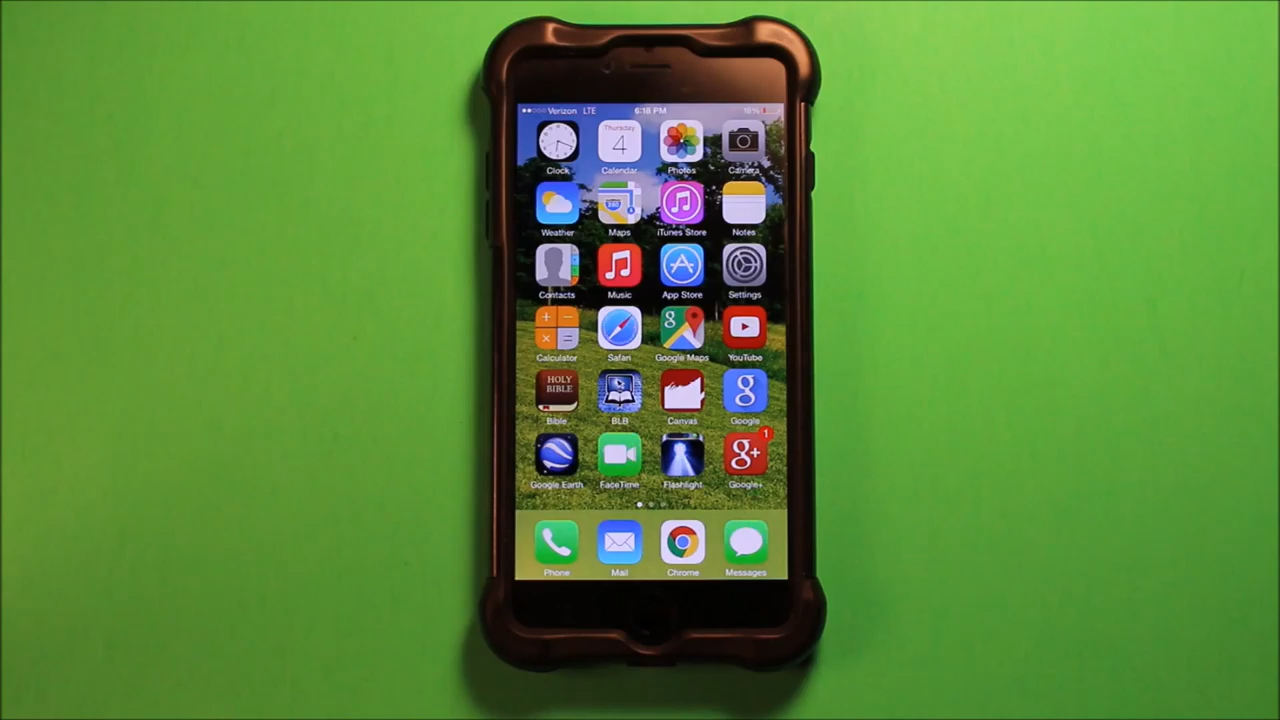 Verizon LTE 6:18 PM
Thursday
4
Clock Calendar Photos Camera
280
Weather Maps iTunes Store Notes
Contacts Music App Store Settings
g
Calculator Safari Google Maps YouTube
HOLY
BIBLE
g
Bible BLB Canvas Google
1
g+
Google Earth FaceTime Flashlight Google+
Phone Mail Chrome Messages